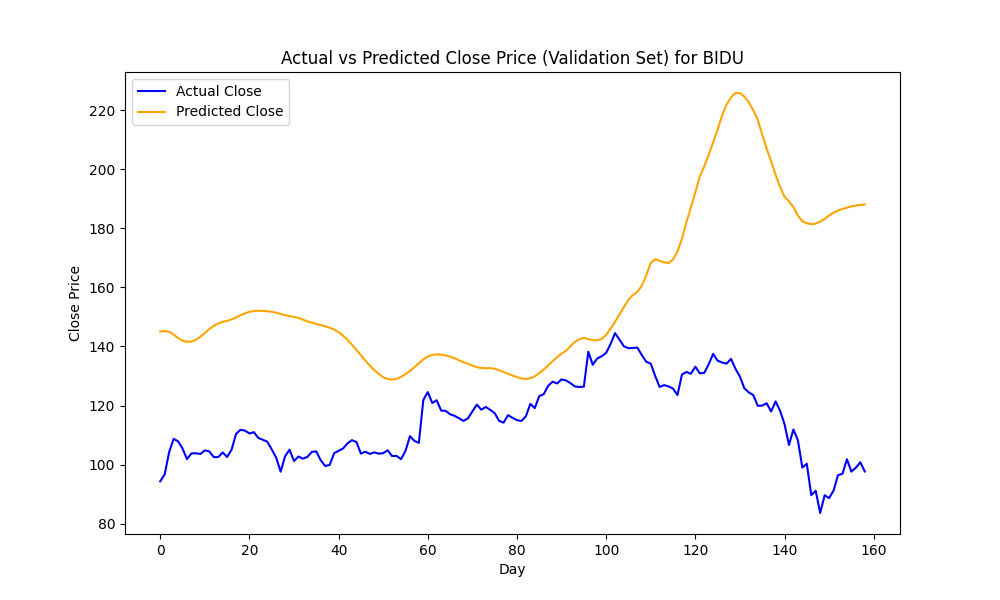 Actual vs Predicted Close Price (Validation Set) for BIDU
Actual Close
Predicted Close
Close Price
220
200
180
160
140
120
100
80
0 20 40 60 80 100 120 140 160
Day